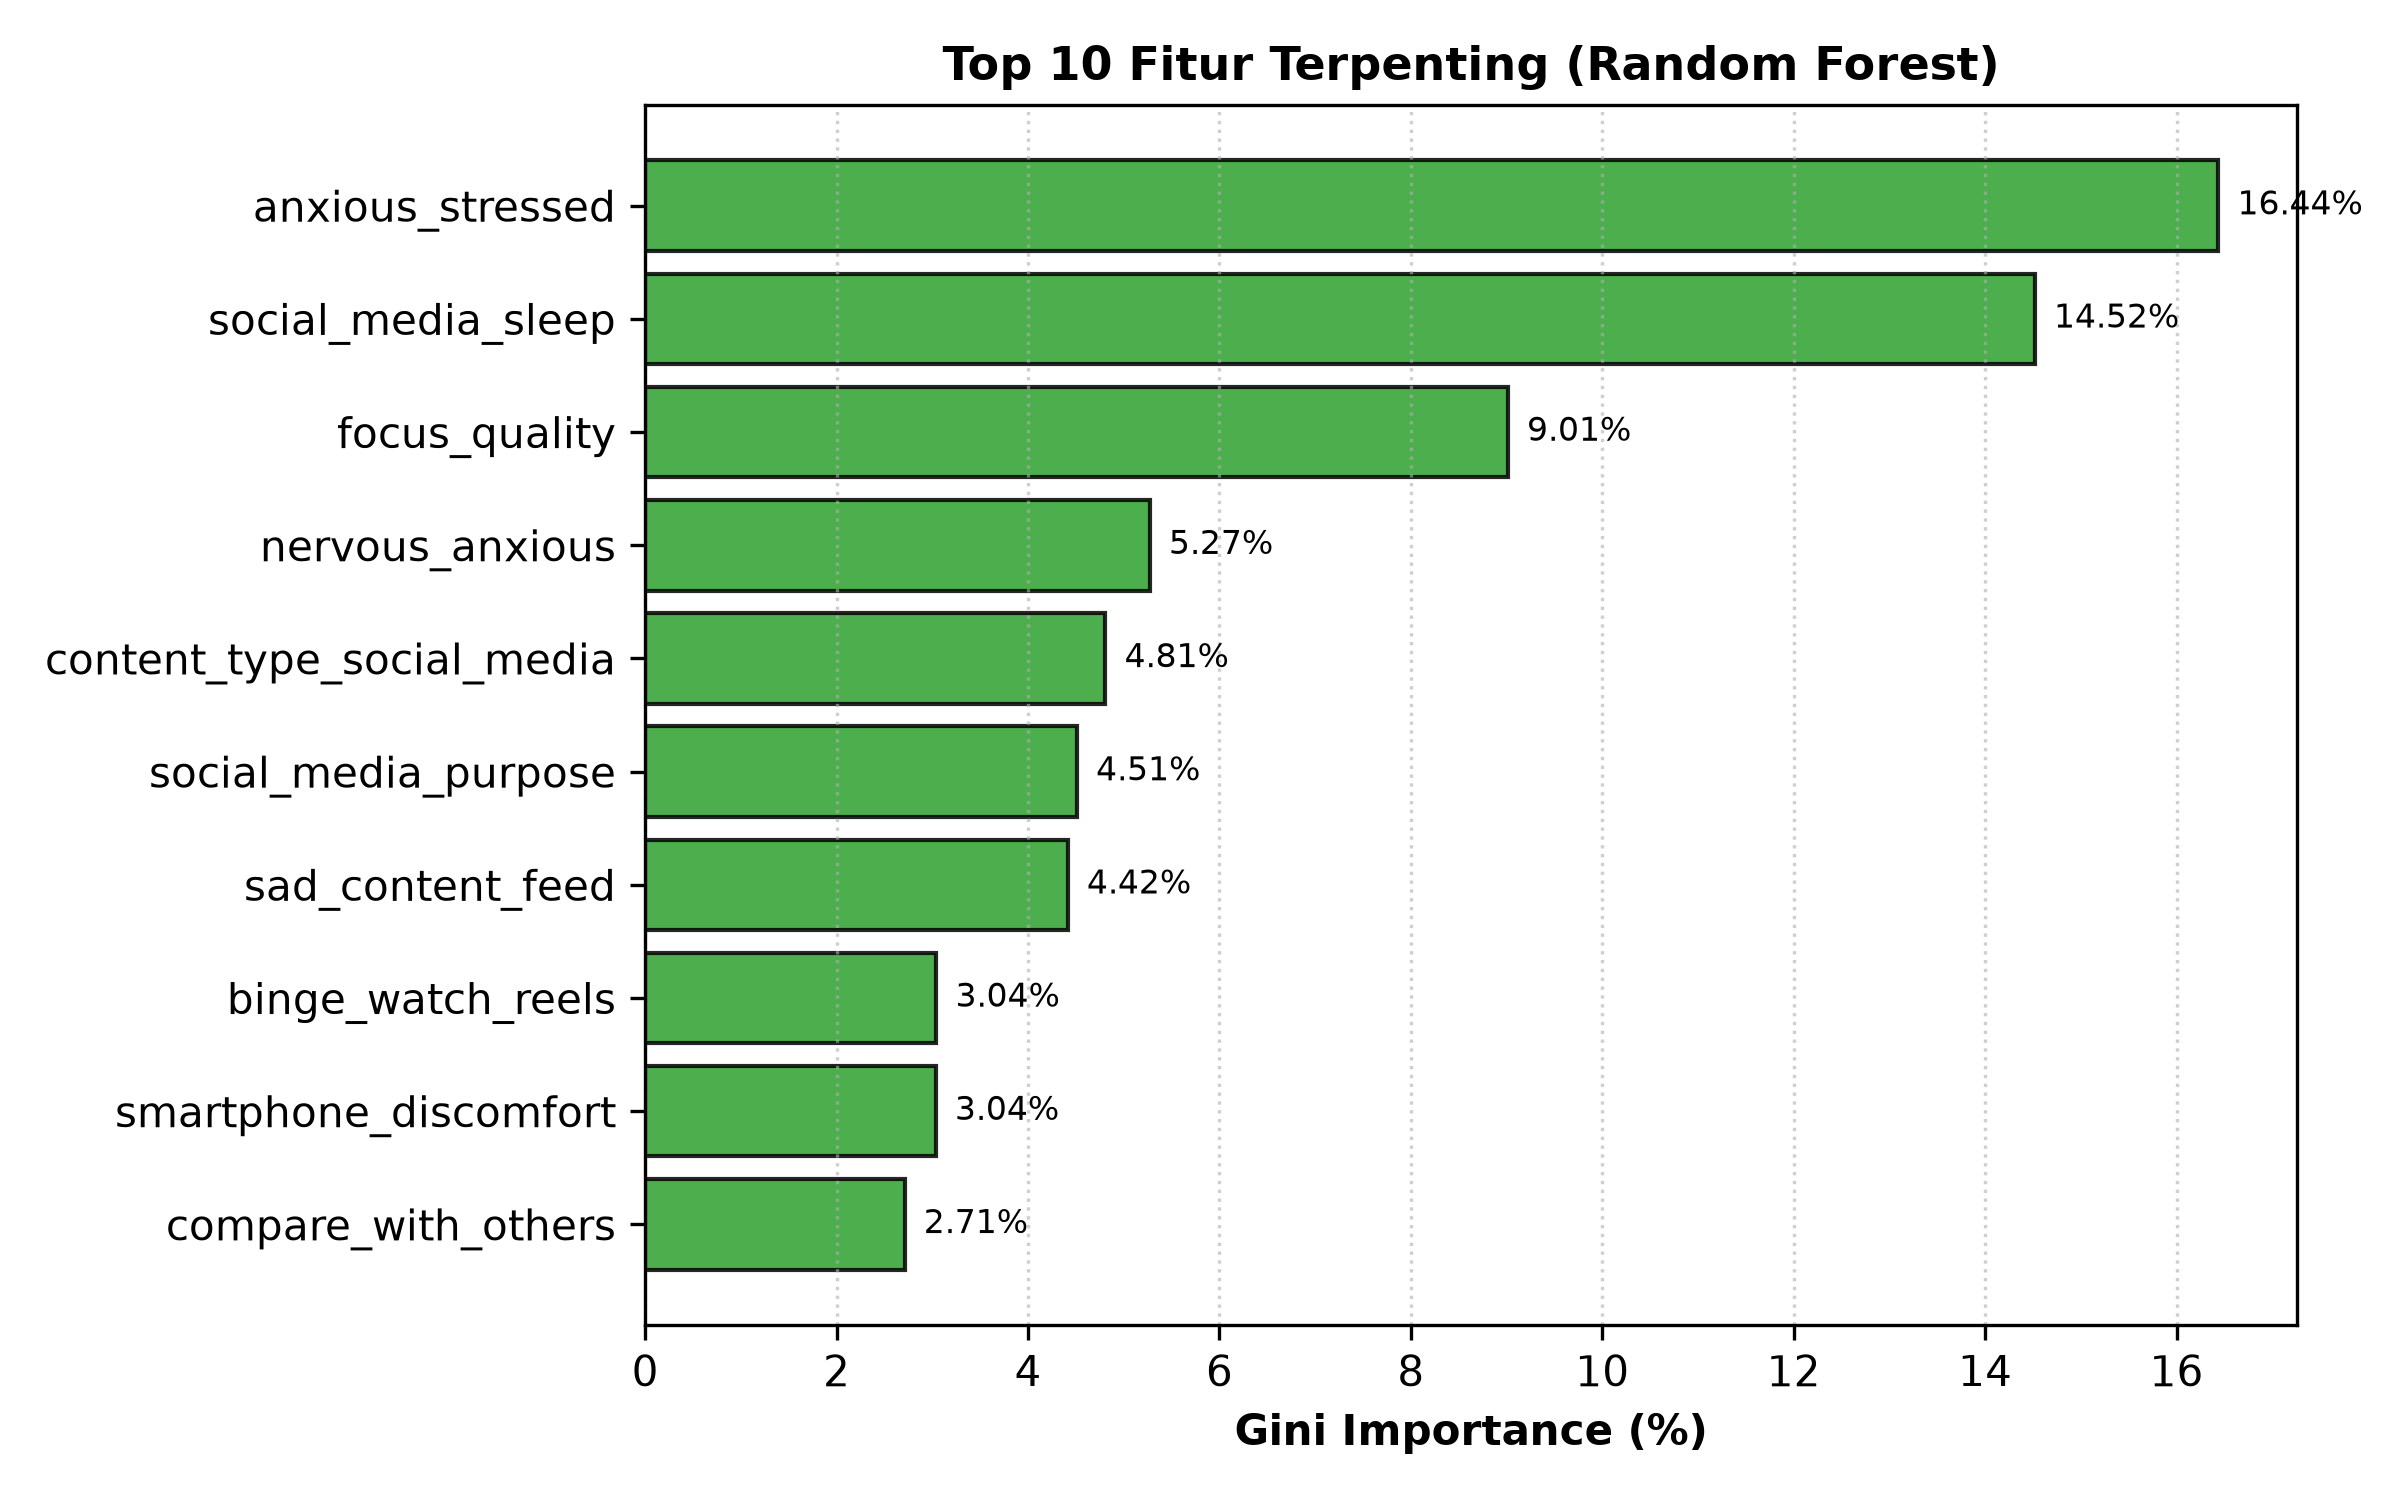 Top 10 Fitur Terpenting (Random Forest)
anxious_stressed 16.44%
social_media_sleep 14.52%
focus_quality 9.01%
nervous_anxious 5.27%
content_type_social_media 4.81%
social_media_purpose 4.51%
sad_content_feed 4.42%
binge_watch_reels 3.04%
smartphone_discomfort 3.04%
compare_with_others 2.71%
0 2 4 6 8 10 12 14 16
Gini Importance (%)